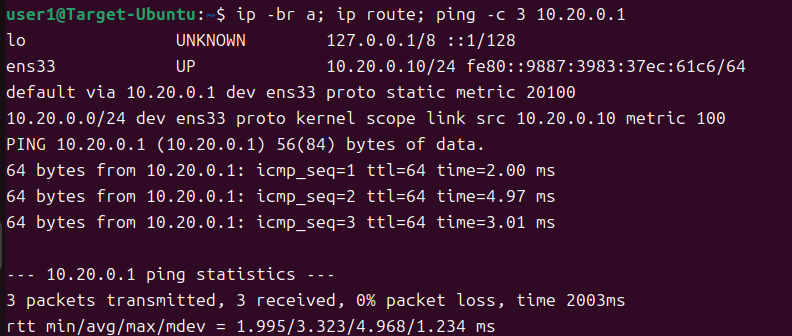 user1@Target-Ubuntu:~$ ip -br a; ip route; ping -c 3 10.20.0.1
lo               UNKNOWN        127.0.0.1/8 ::1/128
ens33            UP             10.20.0.10/24 fe80::9887:3983:37ec:61c6/64
default via 10.20.0.1 dev ens33 proto static metric 20100
10.20.0.0/24 dev ens33 proto kernel scope link src 10.20.0.10 metric 100
PING 10.20.0.1 (10.20.0.1) 56(84) bytes of data.
64 bytes from 10.20.0.1: icmp_seq=1 ttl=64 time=2.00 ms
64 bytes from 10.20.0.1: icmp_seq=2 ttl=64 time=4.97 ms
64 bytes from 10.20.0.1: icmp_seq=3 ttl=64 time=3.01 ms
--- 10.20.0.1 ping statistics ---
3 packets transmitted, 3 received, 0% packet loss, time 2003ms
rtt min/avg/max/mdev = 1.995/3.323/4.968/1.234 ms